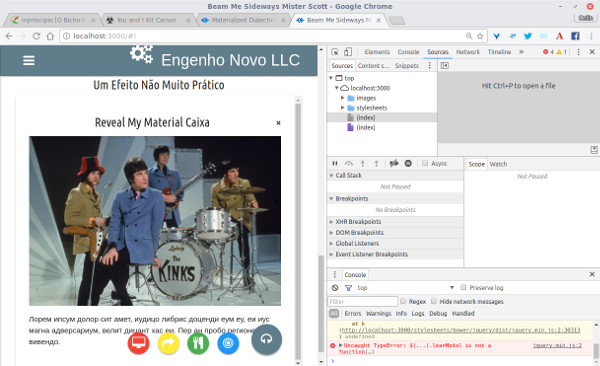 Beam Me Sideways Mister Scott - Google Chrome
You and I Kit Carson
Materialized Dialectic
Beam Me Sideways M
Colin
localhost:3000/#!
Engenho Novo LLC
Um Efeito Não Muito Prático
Reveal My Material Caixa
×
THE
KINKS
Лорем ипсум долор сит амет, иудицо либрис доценди еум еу, еи иус
магна адверсариум, велит дицант хас еи. Пер ан пробо регионе
вивендо.
Elements Console Sources Network
4 1
Sources Content s... Snippets
top
localhost:3000
images
stylesheets
(index)
(index)
Hit Ctrl+P to open a file
Async
Call Stack
Not Paused
Breakpoints
No Breakpoints
XHR Breakpoints
DOM Breakpoints
Global Listeners
Event Listener Breakpoints
Scope Watch
Not Paused
Console
top
Preserve log
Filter
Regex
Hide network messages
All Errors Warnings Info Logs Debug Handled
at k
(http://localhost:3000/stylesheets/bower/jquery/dist/jquery.min.js:2:30313
) undefined
Uncaught TypeError: $(...).leanModal is not a jquery.min.js:2
function(…)